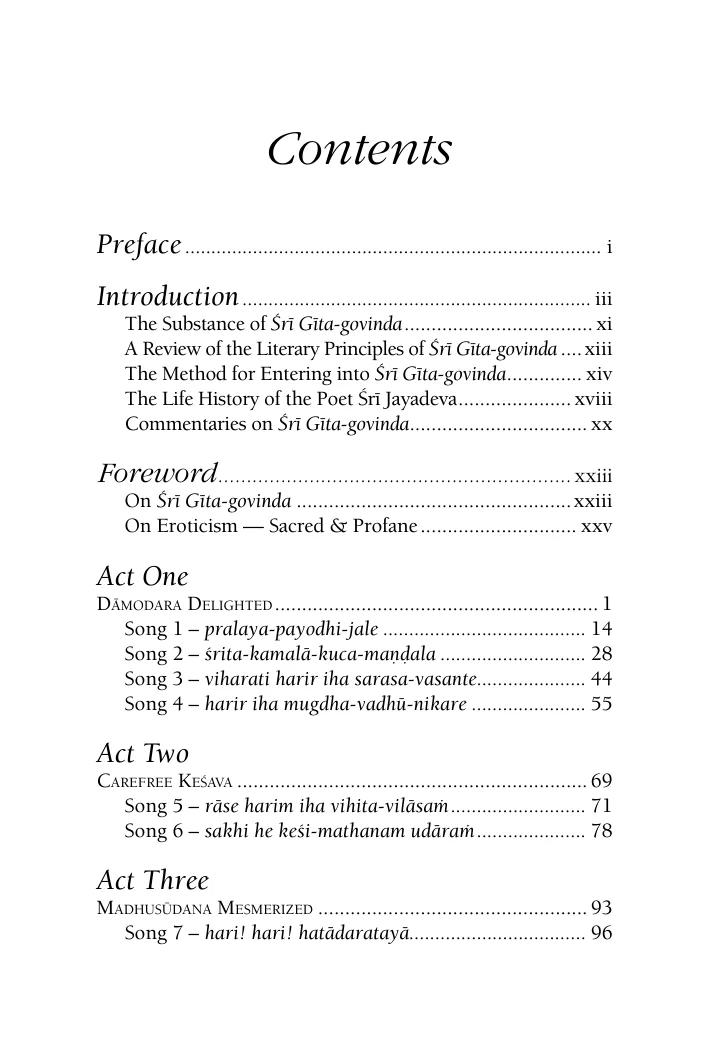 Contents
Preface ........................................................................... i
Introduction .................................................................. iii
The Substance of Śrī Gīta-govinda.................................... xi
A Review of the Literary Principles of Śrī Gīta-govinda ....xiii
The Method for Entering into Śrī Gīta-govinda.............. xiv
The Life History of the Poet Śrī Jayadeva..................... xviii
Commentaries on Śrī Gīta-govinda.................................. xx
Foreword.................................................................. xxiii
On Śrī Gīta-govinda ....................................................xxiii
On Eroticism — Sacred & Profane .............................. xxv
Act One
Dāmodara Delighted ............................................................. 1
Song 1 – pralaya-payodhi-jale ...................................... 14
Song 2 – śrita-kamalā-kuca-maṇḍala ........................... 28
Song 3 – viharati harir iha sarasa-vasante..................... 44
Song 4 – harir iha mugdha-vadhū-nikare ...................... 55
Act Two
Carefree Keśava .................................................................. 69
Song 5 – rāse harim iha vihita-vilāsaṁ.......................... 71
Song 6 – sakhi he keśi-mathanam udāraṁ..................... 78
Act Three
Madhusūdana Mesmerized ................................................... 93
Song 7 – hari! hari! hatādaratayā................................. 96